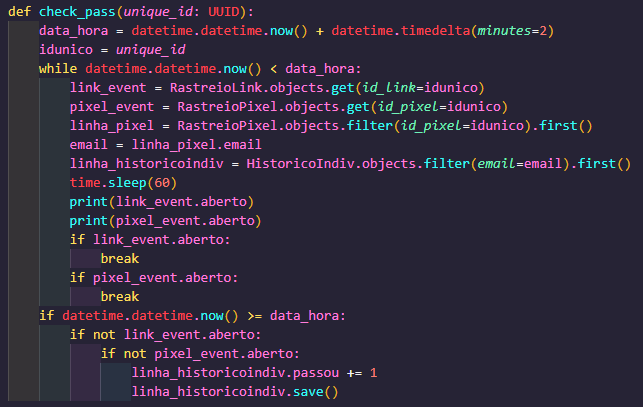 def check_pass(unique_id: UUID):
    data_hora = datetime.datetime.now() + datetime.timedelta(minutes=2)
    idunico = unique_id
    while datetime.datetime.now() < data_hora:
        link_event = RastreioLink.objects.get(id_link=idunico)
        pixel_event = RastreioPixel.objects.get(id_pixel=idunico)
        linha_pixel = RastreioPixel.objects.filter(id_pixel=idunico).first()
        email = linha_pixel.email
        linha_historicoindiv = HistoricoIndiv.objects.filter(email=email).first()
        time.sleep(60)
        print(link_event.aberto)
        print(pixel_event.aberto)
        if link_event.aberto:
            break
        if pixel_event.aberto:
            break
    if datetime.datetime.now() >= data_hora:
        if not link_event.aberto:
            if not pixel_event.aberto:
                linha_historicoindiv.passou += 1
                linha_historicoindiv.save()